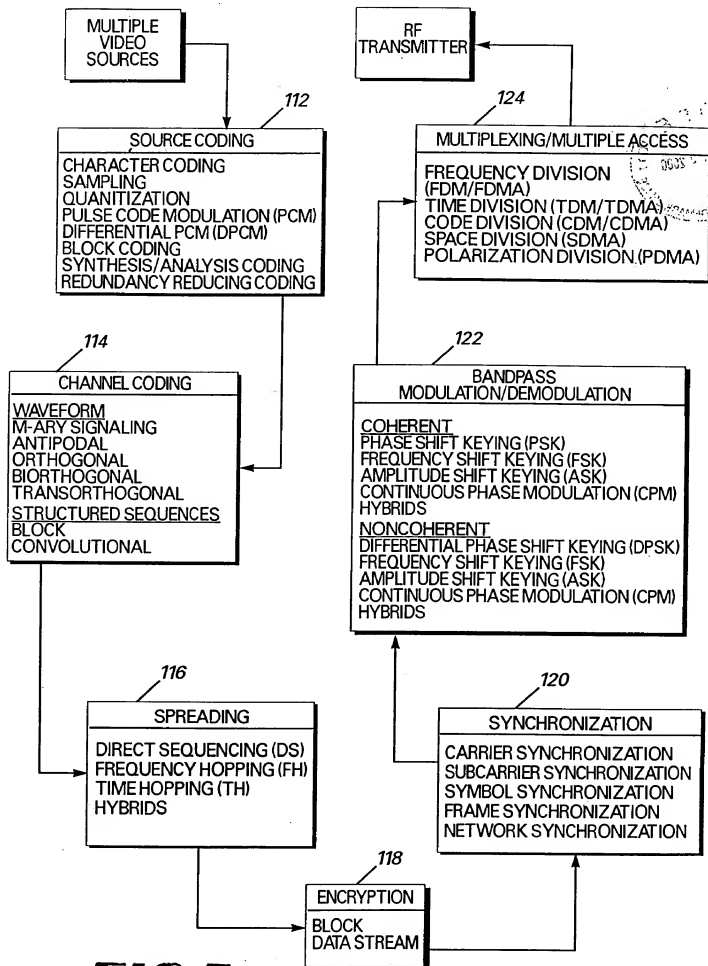 MULTIPLE
VIDEO
SOURCES
112
SOURCE CODING
CHARACTER CODING
SAMPLING
QUANTITIZATION
PULSE CODE MODULATION (PCM)
DIFFERENTIAL PCM (DPCM)
BLOCK CODING
SYNTHESIS/ANALYSIS CODING
REDUNDANCY REDUCING CODING
114
CHANNEL CODING
WAVEFORM
M-ARY SIGNALING
ANTIPODAL
ORTHOGONAL
BIORTHOGONAL
TRANSORTHOGONAL
STRUCTURED SEQUENCES
BLOCK
CONVOLUTIONAL
116
SPREADING
DIRECT SEQUENCING (DS)
FREQUENCY HOPPING (FH)
TIME HOPPING (TH)
HYBRIDS
118
ENCRYPTION
BLOCK
DATA STREAM
120
SYNCHRONIZATION
CARRIER SYNCHRONIZATION
SUBCARRIER SYNCHRONIZATION
SYMBOL SYNCHRONIZATION
FRAME SYNCHRONIZATION
NETWORK SYNCHRONIZATION
122
BANDPASS
MODULATION/DEMODULATION
COHERENT
PHASE SHIFT KEYING (PSK)
FREQUENCY SHIFT KEYING (FSK)
AMPLITUDE SHIFT KEYING (ASK)
CONTINUOUS PHASE MODULATION (CPM)
HYBRIDS
NONCOHERENT
DIFFERENTIAL PHASE SHIFT KEYING (DPSK)
FREQUENCY SHIFT KEYING (FSK)
AMPLITUDE SHIFT KEYING (ASK)
CONTINUOUS PHASE MODULATION (CPM)
HYBRIDS
124
MULTIPLEXING/MULTIPLE ACCESS
FREQUENCY DIVISION
(FDM/FDMA)
TIME DIVISION (TDM/TDMA)
CODE DIVISION (CDM/CDMA)
SPACE DIVISION (SDMA)
POLARIZATION DIVISION (PDMA)
RF
TRANSMITTER